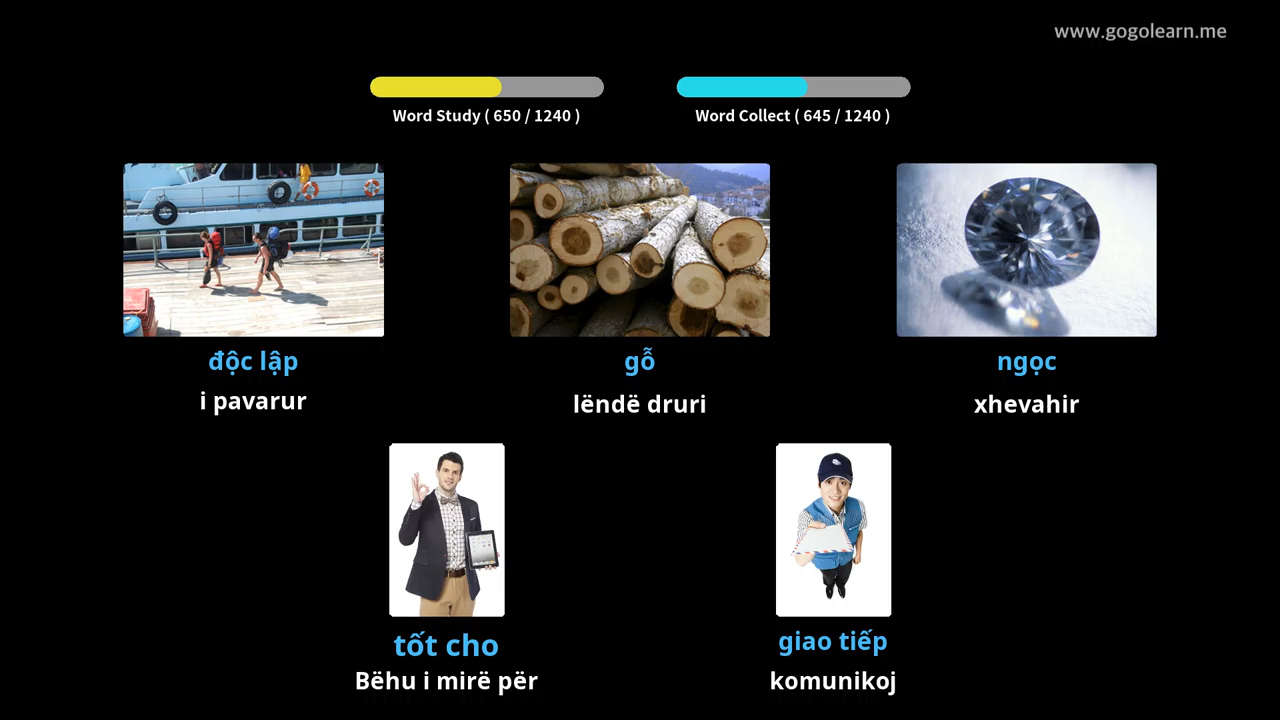 www.gogolearn.me
Word Study ( 650 / 1240 )
Word Collect ( 645 / 1240 )
độc lập
i pavarur
gỗ
lëndë druri
ngọc
xhevahir
tốt cho
Bëhu i mirë për
giao tiếp
komunikoj